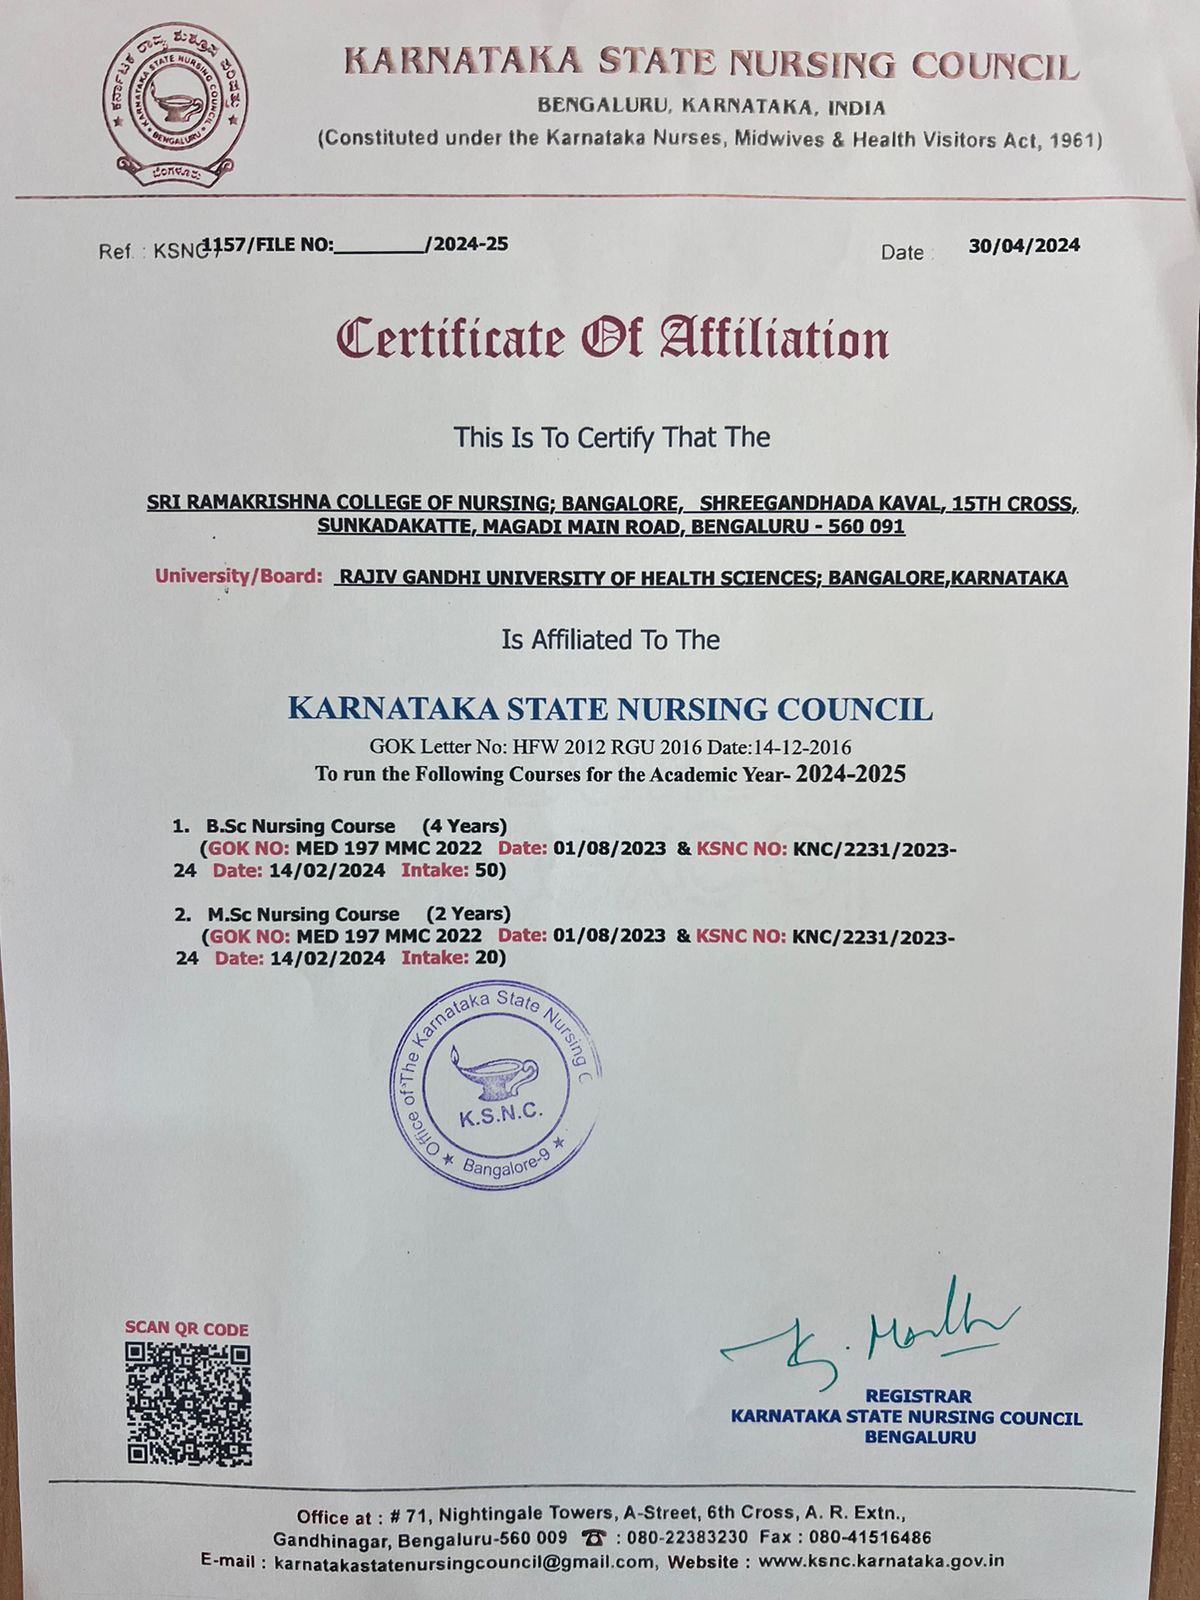 ಕರ್ನಾಟಕ ರಾಜ್ಯ ಶುಶ್ರೂಷ ಪರಿಷತ್ತು
KARNATAKA STATE NURSING COUNCIL
BENGALURU
ಬೆಂಗಳೂರು
KARNATAKA STATE NURSING COUNCIL
BENGALURU, KARNATAKA, INDIA
(Constituted under the Karnataka Nurses, Midwives & Health Visitors Act, 1961)
Ref. : KSNC/1157/FILE NO:________/2024-25
Date : 30/04/2024
Certificate Of Affiliation
This Is To Certify That The
SRI RAMAKRISHNA COLLEGE OF NURSING; BANGALORE, SHREEGANDHADA KAVAL, 15TH CROSS,
SUNKADAKATTE, MAGADI MAIN ROAD, BENGALURU - 560 091
University/Board: RAJIV GANDHI UNIVERSITY OF HEALTH SCIENCES; BANGALORE,KARNATAKA
Is Affiliated To The
KARNATAKA STATE NURSING COUNCIL
GOK Letter No: HFW 2012 RGU 2016 Date:14-12-2016
To run the Following Courses for the Academic Year- 2024-2025
1. B.Sc Nursing Course (4 Years)
(GOK NO: MED 197 MMC 2022 Date: 01/08/2023 & KSNC NO: KNC/2231/2023-
24 Date: 14/02/2024 Intake: 50)
2. M.Sc Nursing Course (2 Years)
(GOK NO: MED 197 MMC 2022 Date: 01/08/2023 & KSNC NO: KNC/2231/2023-
24 Date: 14/02/2024 Intake: 20)
Office of The Karnataka State Nursing C
K.S.N.C.
Bangalore-9
SCAN QR CODE
REGISTRAR
KARNATAKA STATE NURSING COUNCIL
BENGALURU
Office at : # 71, Nightingale Towers, A-Street, 6th Cross, A. R. Extn.,
Gandhinagar, Bengaluru-560 009 ☎ : 080-22383230 Fax : 080-41516486
E-mail : karnatakastatenursingcouncil@gmail.com, Website : www.ksnc.karnataka.gov.in